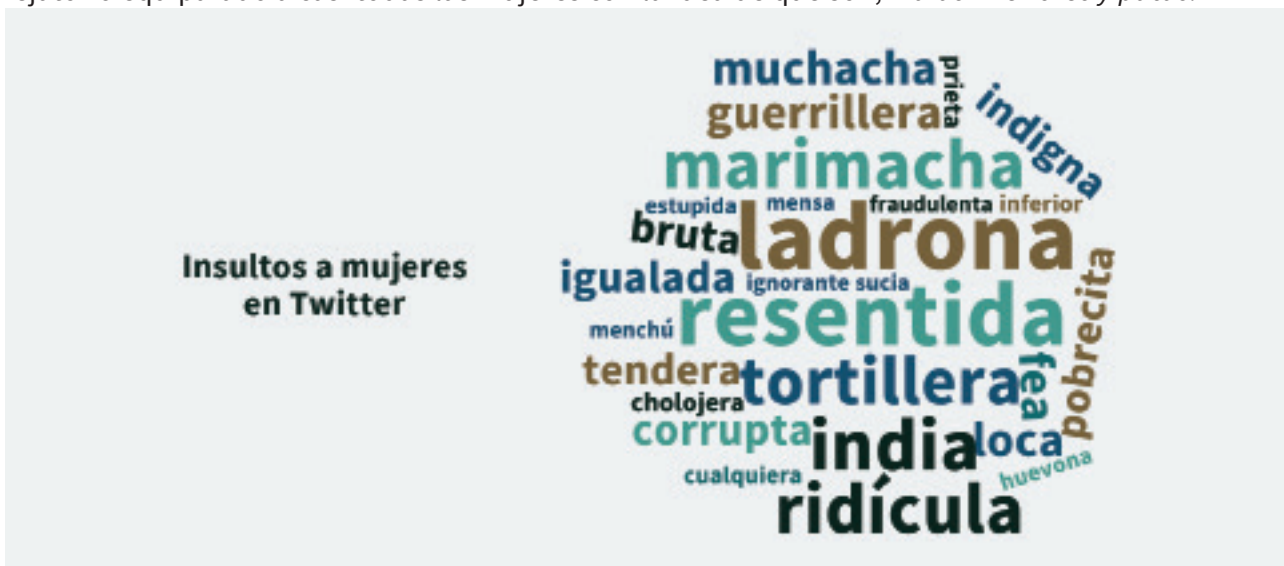 Insultos a mujeres
en Twitter
muchacha
prieta
guerrillera
indigna
marimacha
estupida
mensa
fraudulenta
inferior
bruta
ladrona
igualada
ignorante sucia
menchú
resentida
pobrecita
tendera
tortillera
fea
cholojera
corrupta
india
loca
cualquiera
huevona
ridícula